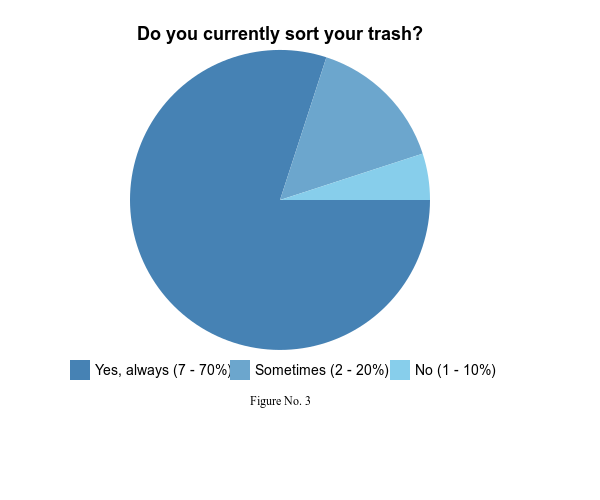 Do you currently sort your trash?
Yes, always (7 - 70%) Sometimes (2 - 20%) No (1 - 10%)
Figure No. 3